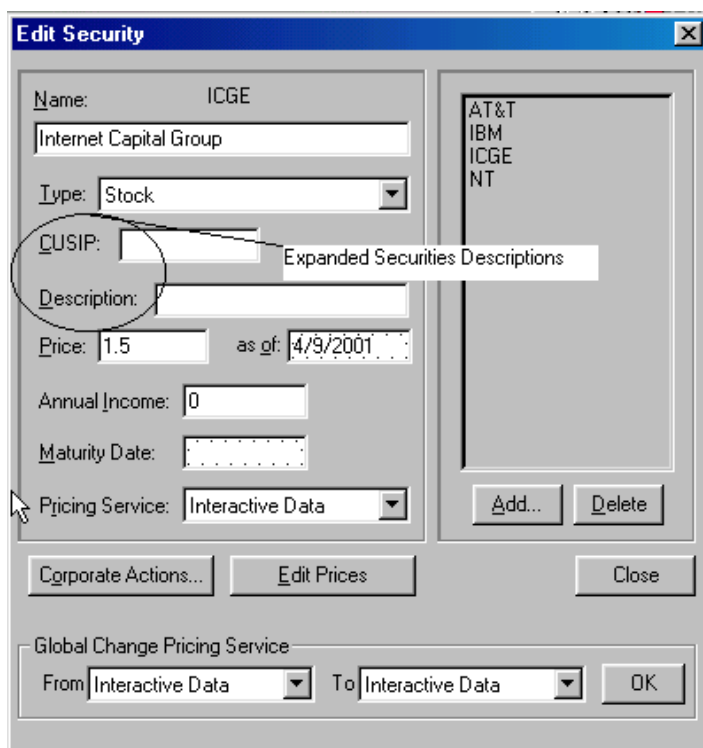 Edit Security
Name: ICGE
Internet Capital Group
Type: Stock
CUSIP:
Expanded Securities Descriptions
Description:
Price: 1.5 as of: 4/9/2001
Annual Income: 0
Maturity Date:
Pricing Service: Interactive Data
AT&T
IBM
ICGE
NT
Add... Delete
Corporate Actions... Edit Prices Close
Global Change Pricing Service
From Interactive Data To Interactive Data OK